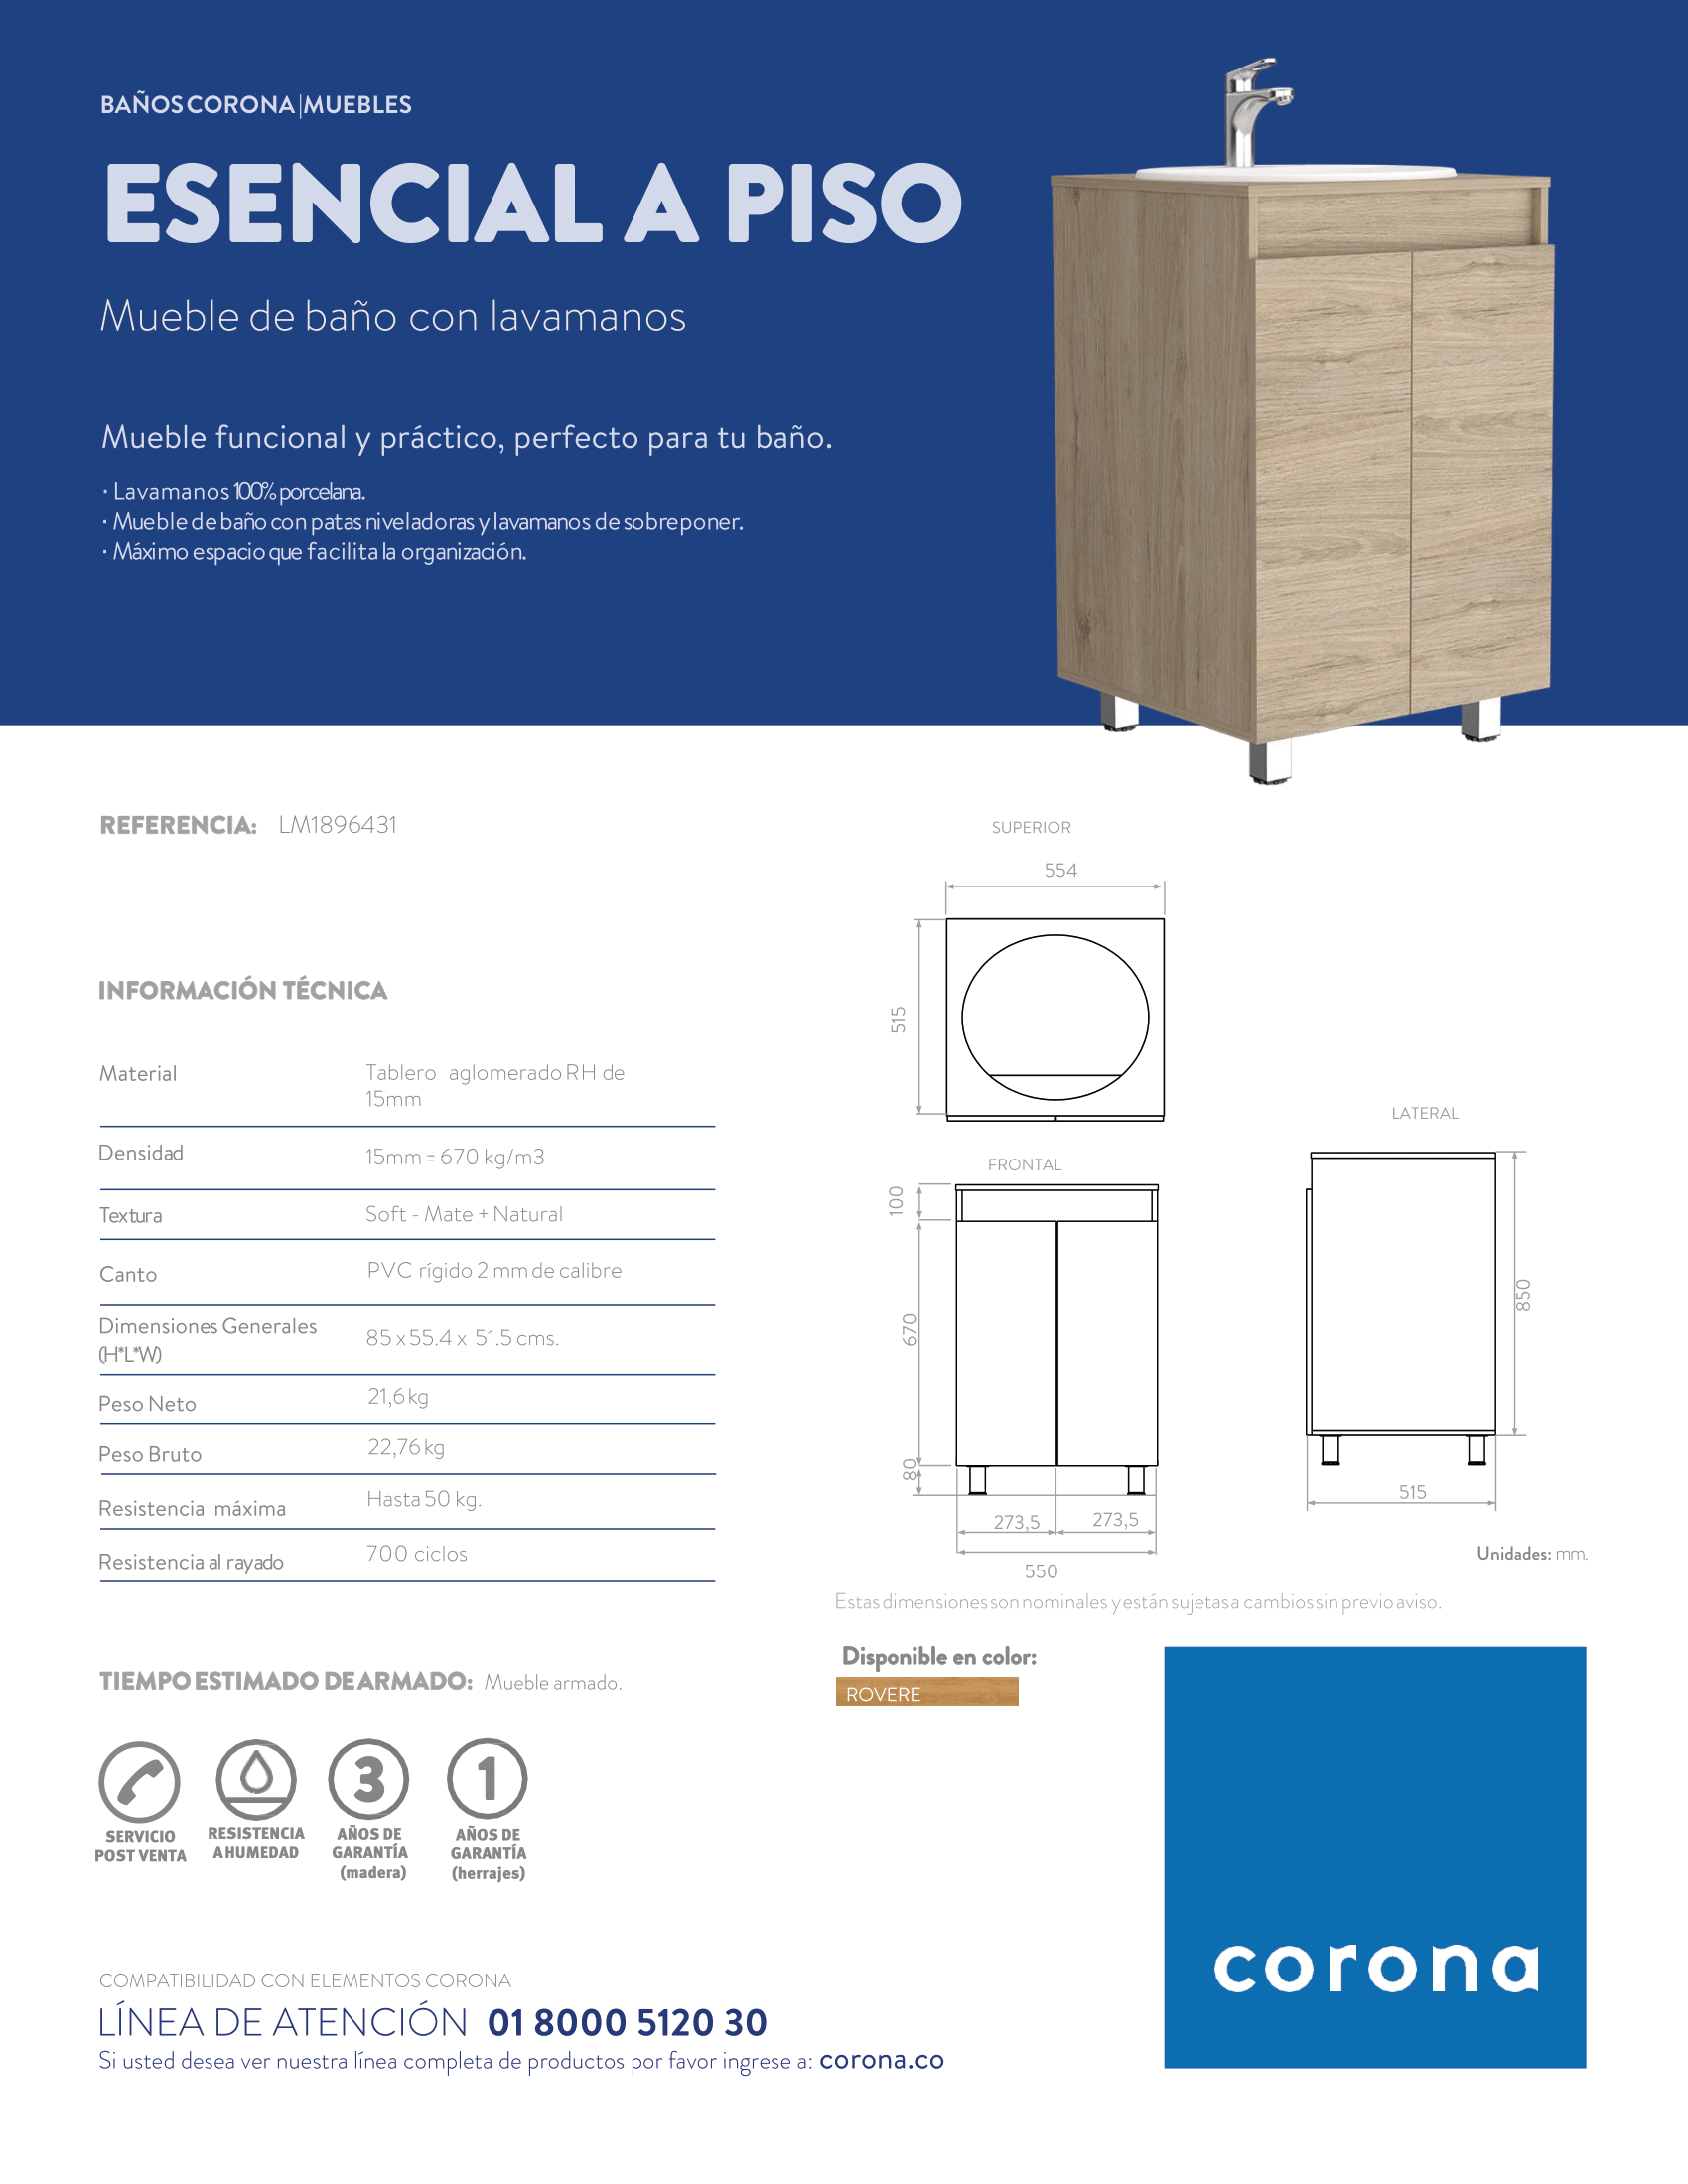 BAÑOS CORONA|MUEBLES
ESENCIAL A PISO
Mueble de baño con lavamanos
Mueble funcional y práctico, perfecto para tu baño.
· Lavamanos 100% porcelana.
· Mueble de baño con patas niveladoras y lavamanos de sobreponer.
· Máximo espacio que facilita la organización.
REFERENCIA: LM1896431
INFORMACIÓN TÉCNICA
Material Tablero aglomerado RH de
15mm
Densidad 15mm = 670 kg/m3
Textura Soft - Mate + Natural
Canto PVC rígido 2 mm de calibre
Dimensiones Generales
(H*L*W) 85 x 55.4 x 51.5 cms.
Peso Neto 21,6 kg
Peso Bruto 22,76 kg
Resistencia máxima Hasta 50 kg.
Resistencia al rayado 700 ciclos
SUPERIOR
554
515
FRONTAL
100
670
80
273,5 273,5
550
LATERAL
850
515
Unidades: mm.
Estas dimensiones son nominales y están sujetas a cambios sin previo aviso.
Disponible en color:
ROVERE
TIEMPO ESTIMADO DE ARMADO: Mueble armado.
SERVICIO
POST VENTA
RESISTENCIA
A HUMEDAD
3
AÑOS DE
GARANTÍA
(madera)
1
AÑOS DE
GARANTÍA
(herrajes)
corona
COMPATIBILIDAD CON ELEMENTOS CORONA
LÍNEA DE ATENCIÓN 01 8000 5120 30
Si usted desea ver nuestra línea completa de productos por favor ingrese a: corona.co